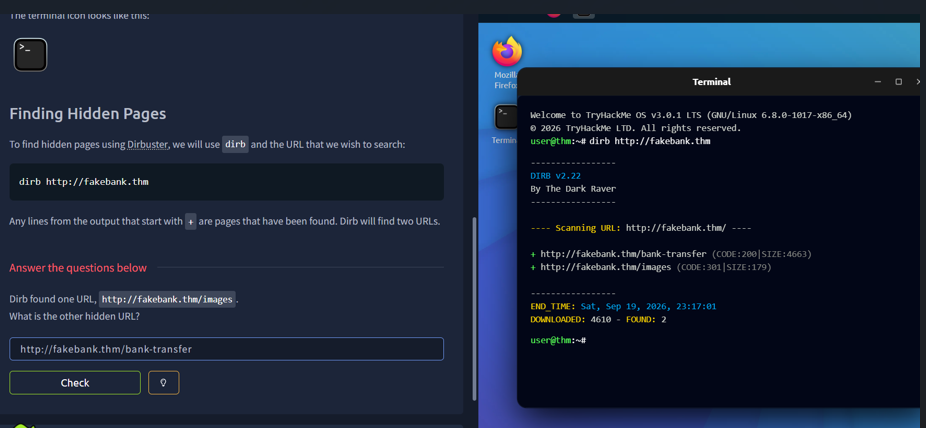 The terminal icon looks like this:
>_
Finding Hidden Pages
To find hidden pages using Dirbuster, we will use dirb and the URL that we wish to search:
dirb http://fakebank.thm
Any lines from the output that start with + are pages that have been found. Dirb will find two URLs.
Answer the questions below
Dirb found one URL, http://fakebank.thm/images.
What is the other hidden URL?
http://fakebank.thm/bank-transfer
Check
Mozil
Firefo
>_
Termin
Terminal
Welcome to TryHackMe OS v3.0.1 LTS (GNU/Linux 6.8.0-1017-x86_64)
© 2026 TryHackMe LTD. All rights reserved.
user@thm:~# dirb http://fakebank.thm
-----------------
DIRB v2.22
By The Dark Raver
-----------------
---- Scanning URL: http://fakebank.thm/ ----
+ http://fakebank.thm/bank-transfer (CODE:200|SIZE:4663)
+ http://fakebank.thm/images (CODE:301|SIZE:179)
-----------------
END_TIME: Sat, Sep 19, 2026, 23:17:01
DOWNLOADED: 4610 - FOUND: 2
user@thm:~#